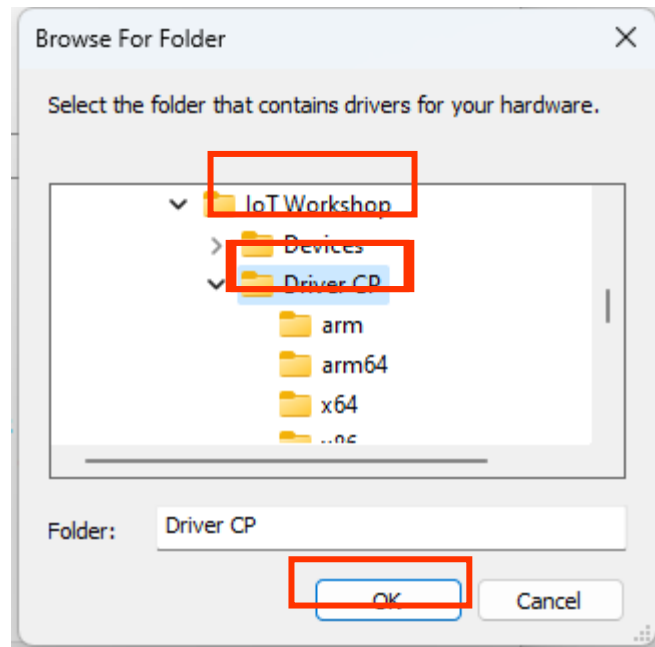 Browse For Folder
Select the folder that contains drivers for your hardware.
IoT Workshop
Devices
Driver CP
arm
arm64
x64
Folder:
Driver CP
OK
Cancel